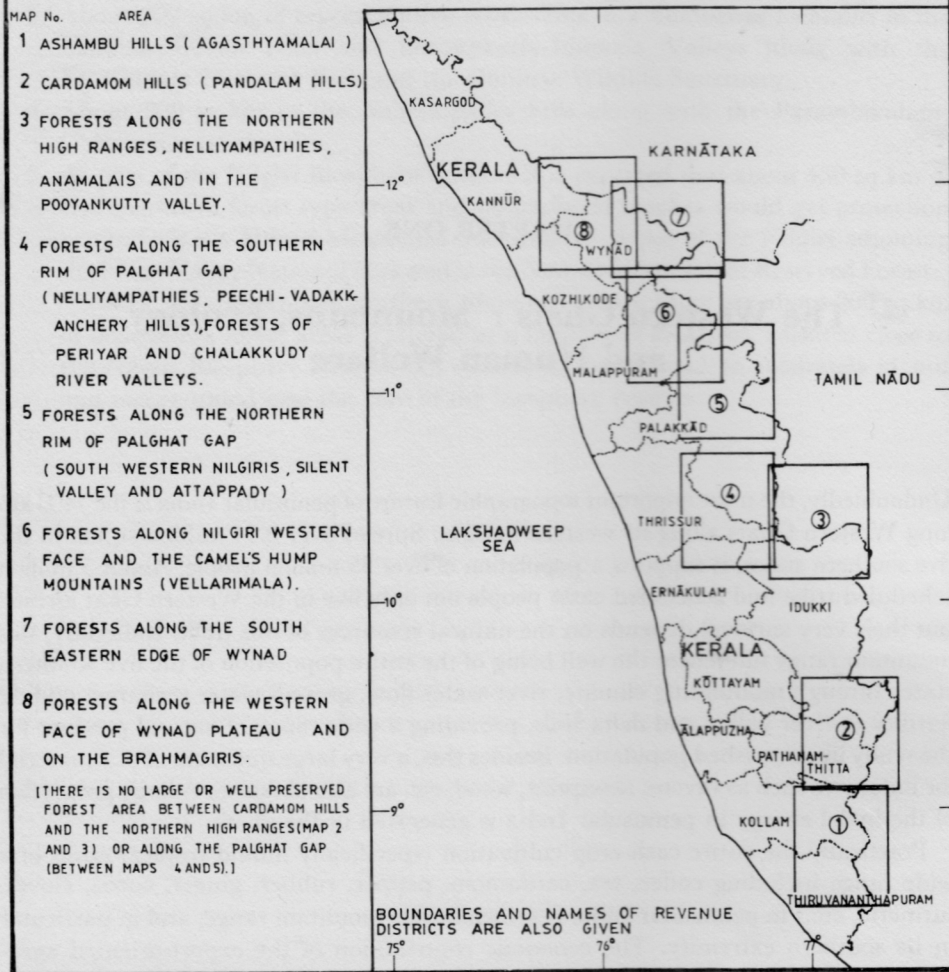 MAP No. AREA
1 ASHAMBU HILLS (AGASTHYAMALAI)
2 CARDAMOM HILLS (PANDALAM HILLS)
3 FORESTS ALONG THE NORTHERN
HIGH RANGES, NELLIYAMPATHIES,
ANAMALAIS AND IN THE
POOYANKUTTY VALLEY.
4 FORESTS ALONG THE SOUTHERN
RIM OF PALGHAT GAP
(NELLIYAMPATHIES, PEECHI-VADAKK-
ANCHERY HILLS), FORESTS OF
PERIYAR AND CHALAKKUDY
RIVER VALLEYS.
5 FORESTS ALONG THE NORTHERN
RIM OF PALGHAT GAP
(SOUTH WESTERN NILGIRIS, SILENT
VALLEY AND ATTAPPADY)
6 FORESTS ALONG NILGIRI WESTERN
FACE AND THE CAMEL'S HUMP
MOUNTAINS (VELLARIMALA).
7 FORESTS ALONG THE SOUTH
EASTERN EDGE OF WYNAD
8 FORESTS ALONG THE WESTERN
FACE OF WYNAD PLATEAU AND
ON THE BRAHMAGIRIS.
[THERE IS NO LARGE OR WELL PRESERVED
FOREST AREA BETWEEN CARDAMOM HILLS
AND THE NORTHERN HIGH RANGES (MAP 2
AND 3) OR ALONG THE PALGHAT GAP
(BETWEEN MAPS 4 AND 5).]
KASARGOD
KERALA
KARNĀTAKA
12°
KANNŪR
8
7
WYNĀD
KOZHIKODE
6
MALAPPURAM
TAMIL NĀDU
11°
5
PALAKKĀD
4
LAKSHADWEEP
SEA
THRISSUR
3
ERNĀKULAM
10°
IDUKKI
KERALA
KŌTTAYAM
ALAPPUZHA
2
PATHANAM-
THITTA
9°
KOLLAM
1
THIRUVANANTHAPURAM
BOUNDARIES AND NAMES OF REVENUE
DISTRICTS ARE ALSO GIVEN
75° 76° 77°